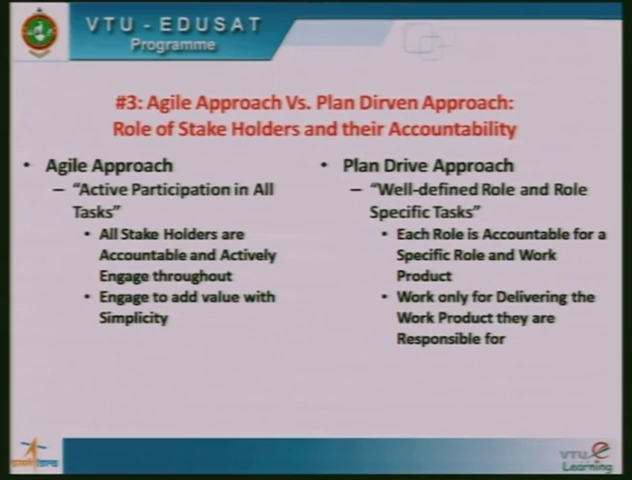 VTU - EDUSAT
Programme
#3: Agile Approach Vs. Plan Dirven Approach:
Role of Stake Holders and their Accountability
• Agile Approach
– “Active Participation in All
Tasks”
• All Stake Holders are
Accountable and Actively
Engage throughout
• Engage to add value with
Simplicity
• Plan Drive Approach
– “Well-defined Role and Role
Specific Tasks”
• Each Role is Accountable for a
Specific Role and Work
Product
• Work only for Delivering the
Work Product they are
Responsible for
VTU e
Learning